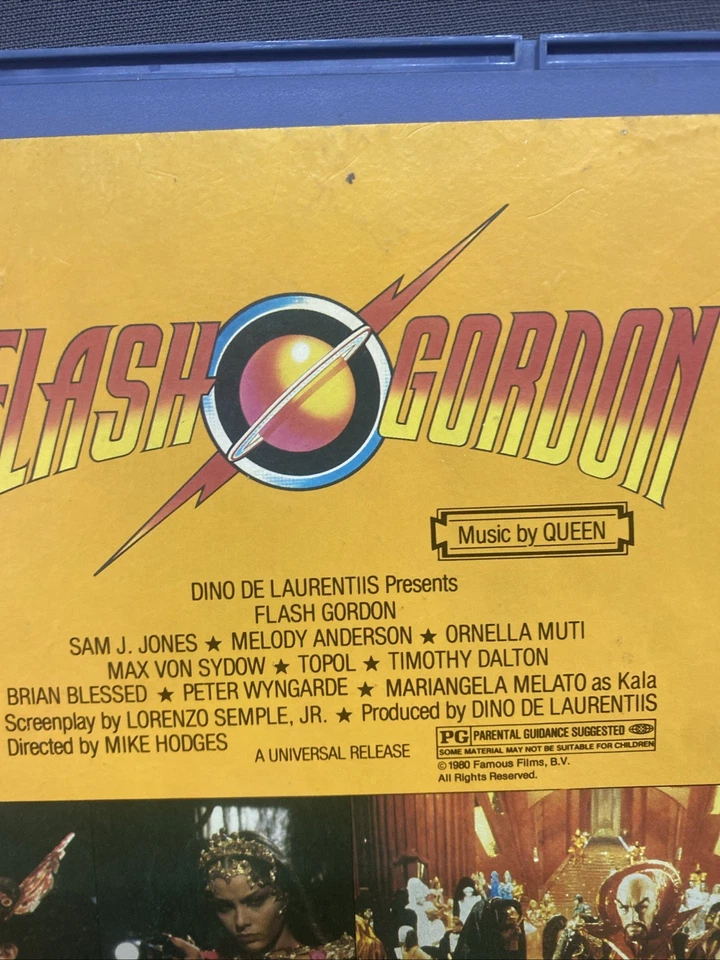 FLASH GORDON
Music by QUEEN
DINO DE LAURENTIIS Presents
FLASH GORDON
SAM J. JONES ★ MELODY ANDERSON ★ ORNELLA MUTI
MAX VON SYDOW ★ TOPOL ★ TIMOTHY DALTON
BRIAN BLESSED ★ PETER WYNGARDE ★ MARIANGELA MELATO as Kala
Screenplay by LORENZO SEMPLE, JR. ★ Produced by DINO DE LAURENTIIS
Directed by MIKE HODGES
A UNIVERSAL RELEASE
PG PARENTAL GUIDANCE SUGGESTED
SOME MATERIAL MAY NOT BE SUITABLE FOR CHILDREN
© 1980 Famous Films, B.V.
All Rights Reserved.